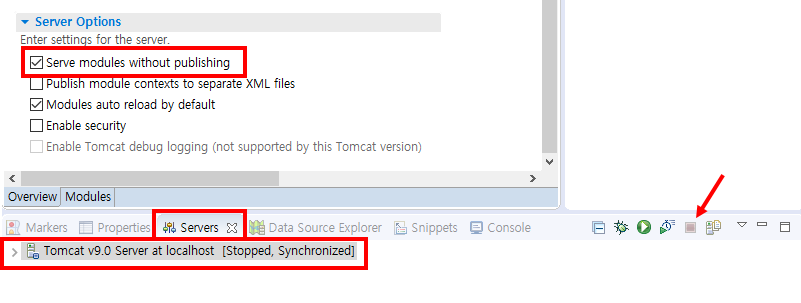 Server Options
Enter settings for the server.
Serve modules without publishing
Publish module contexts to separate XML files
Modules auto reload by default
Enable security
Enable Tomcat debug logging (not supported by this Tomcat version)
Overview Modules
Markers Properties Servers Data Source Explorer Snippets Console
Tomcat v9.0 Server at localhost [Stopped, Synchronized]